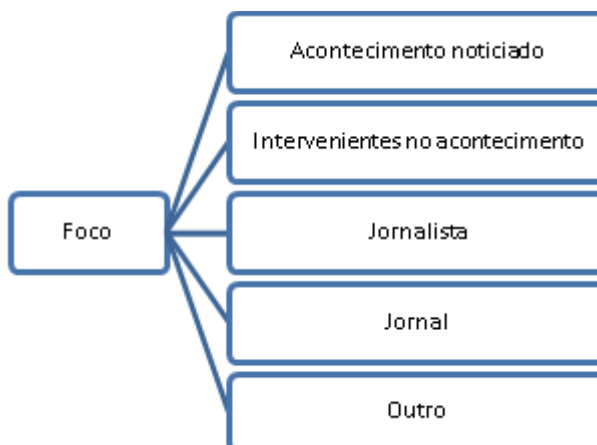 Foco
Acontecimento noticiado
Intervenientes no acontecimento
Jornalista
Jornal
Outro